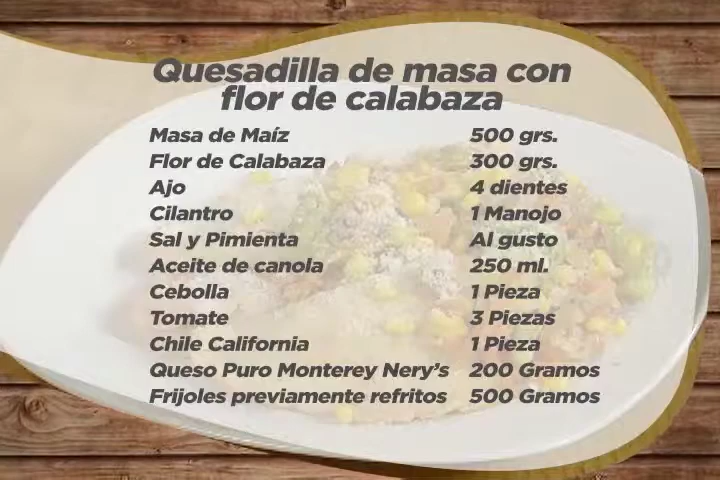 Quesadilla de masa con
flor de calabaza
Masa de Maíz 500 grs.
Flor de Calabaza 300 grs.
Ajo 4 dientes
Cilantro 1 Manojo
Sal y Pimienta Al gusto
Aceite de canola 250 ml.
Cebolla 1 Pieza
Tomate 3 Piezas
Chile California 1 Pieza
Queso Puro Monterey Nery's 200 Gramos
Frijoles previamente refritos 500 Gramos